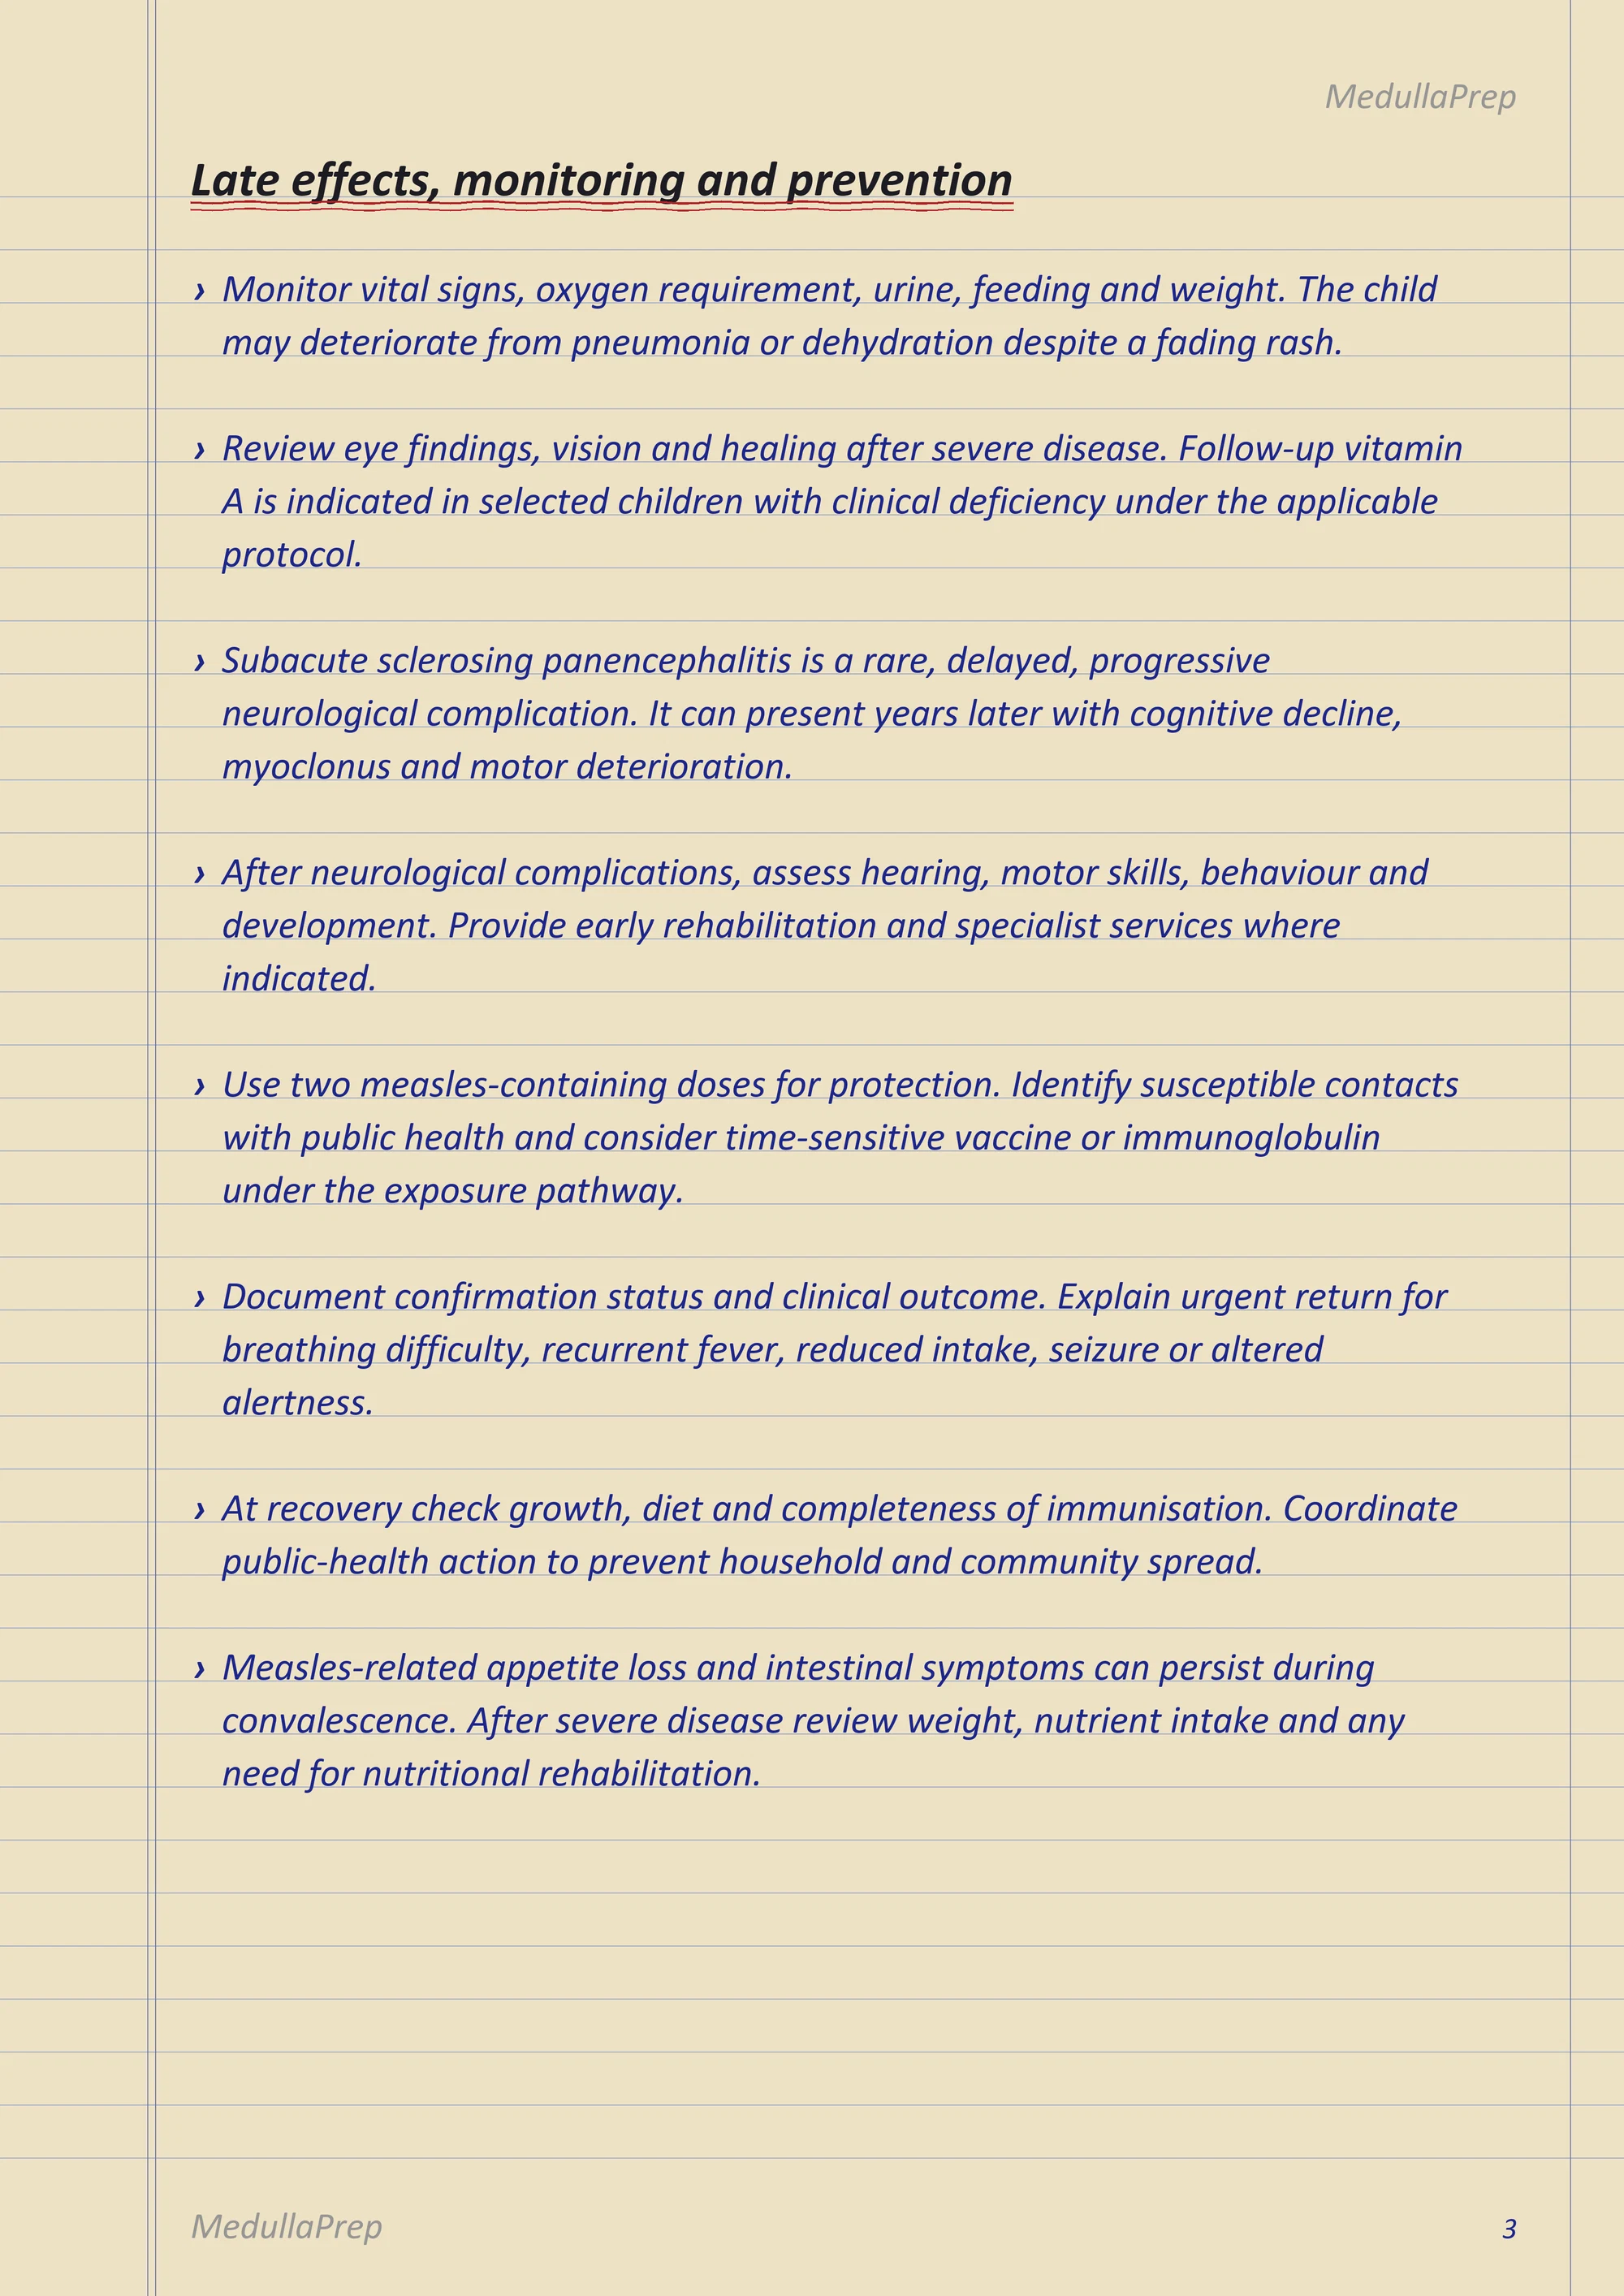 MedullaPrep
Late effects, monitoring and prevention
› Monitor vital signs, oxygen requirement, urine, feeding and weight. The child
may deteriorate from pneumonia or dehydration despite a fading rash.
› Review eye findings, vision and healing after severe disease. Follow-up vitamin
A is indicated in selected children with clinical deficiency under the applicable
protocol.
› Subacute sclerosing panencephalitis is a rare, delayed, progressive
neurological complication. It can present years later with cognitive decline,
myoclonus and motor deterioration.
› After neurological complications, assess hearing, motor skills, behaviour and
development. Provide early rehabilitation and specialist services where
indicated.
› Use two measles-containing doses for protection. Identify susceptible contacts
with public health and consider time-sensitive vaccine or immunoglobulin
under the exposure pathway.
› Document confirmation status and clinical outcome. Explain urgent return for
breathing difficulty, recurrent fever, reduced intake, seizure or altered
alertness.
› At recovery check growth, diet and completeness of immunisation. Coordinate
public-health action to prevent household and community spread.
› Measles-related appetite loss and intestinal symptoms can persist during
convalescence. After severe disease review weight, nutrient intake and any
need for nutritional rehabilitation.
MedullaPrep
3